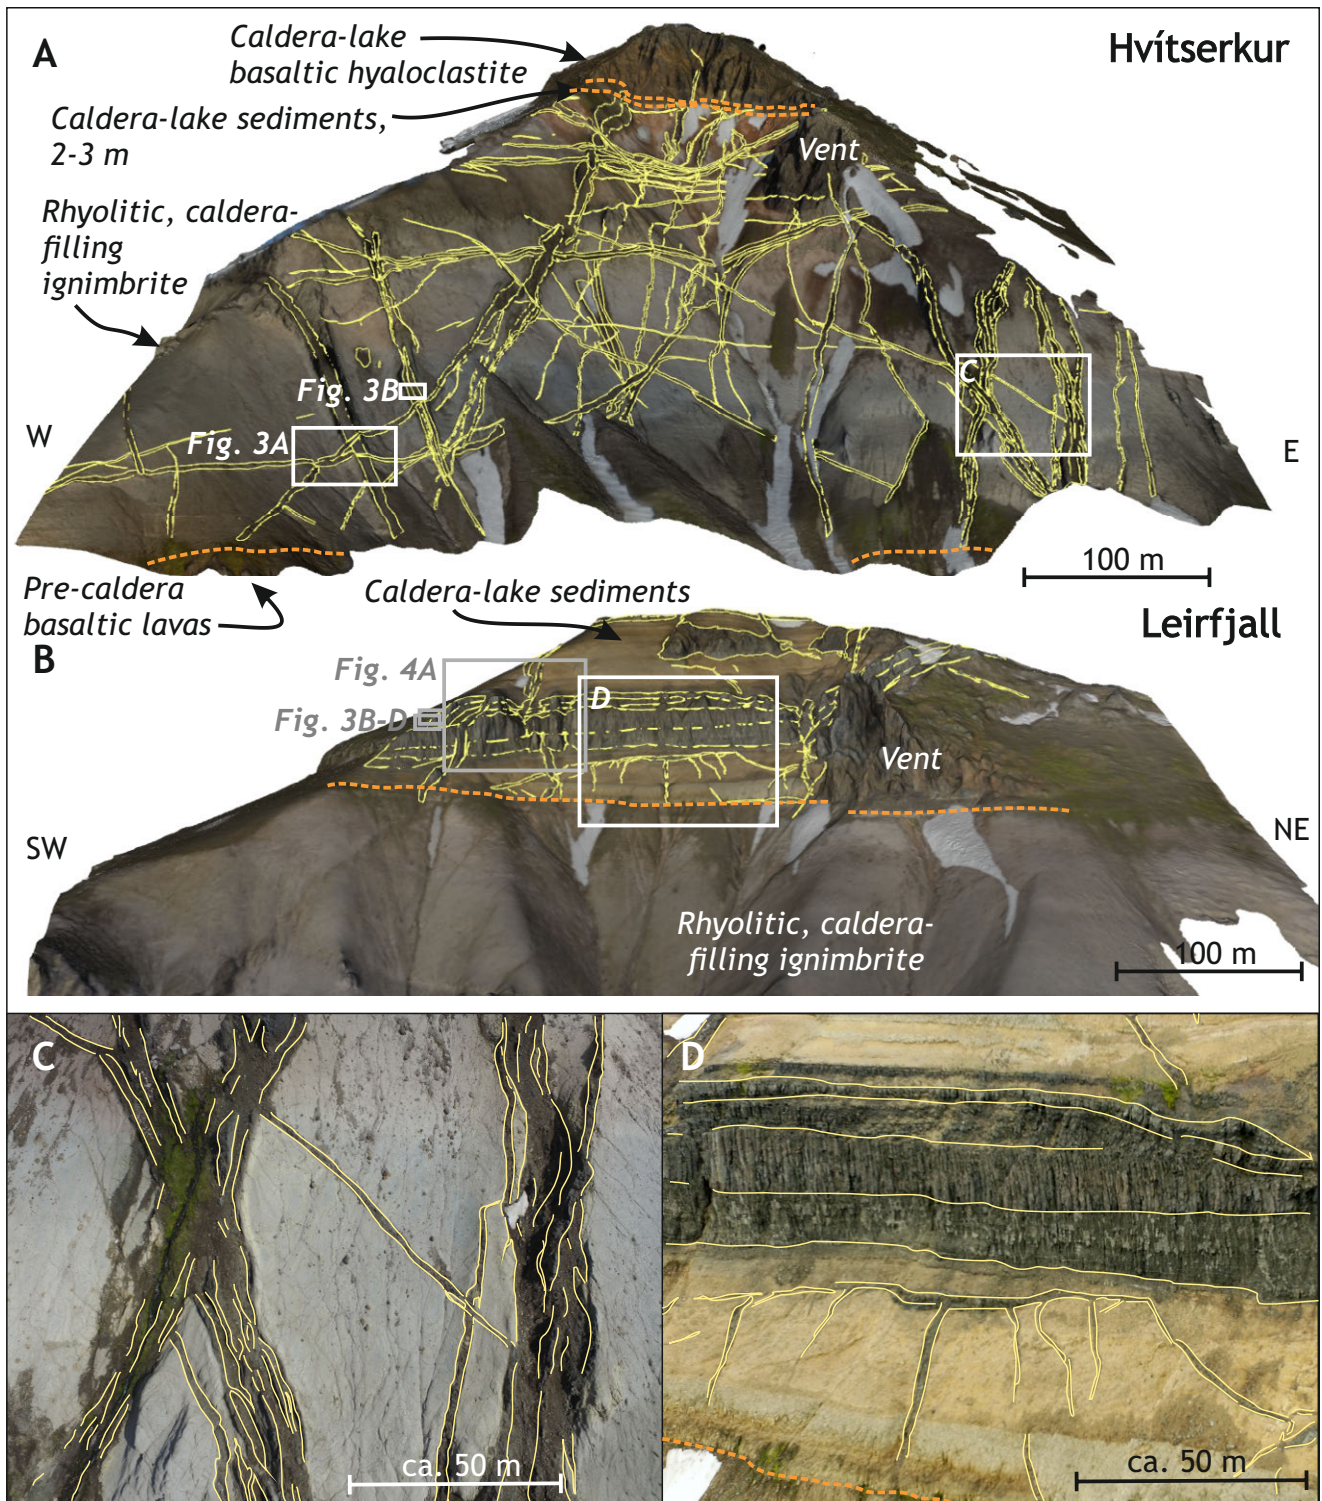 A
Hvítserkur
Caldera-lake
basaltic hyaloclastite
Caldera-lake sediments,
2-3 m
Vent
Rhyolitic, caldera-
filling
ignimbrite
C
Fig. 3B
Fig. 3A
W
E
100 m
Pre-caldera
basaltic lavas
Caldera-lake sediments
Leirfjall
B
Fig. 4A
D
Fig. 3B-D
Vent
SW
NE
Rhyolitic, caldera-
filling ignimbrite
100 m
C
ca. 50 m
D
ca. 50 m